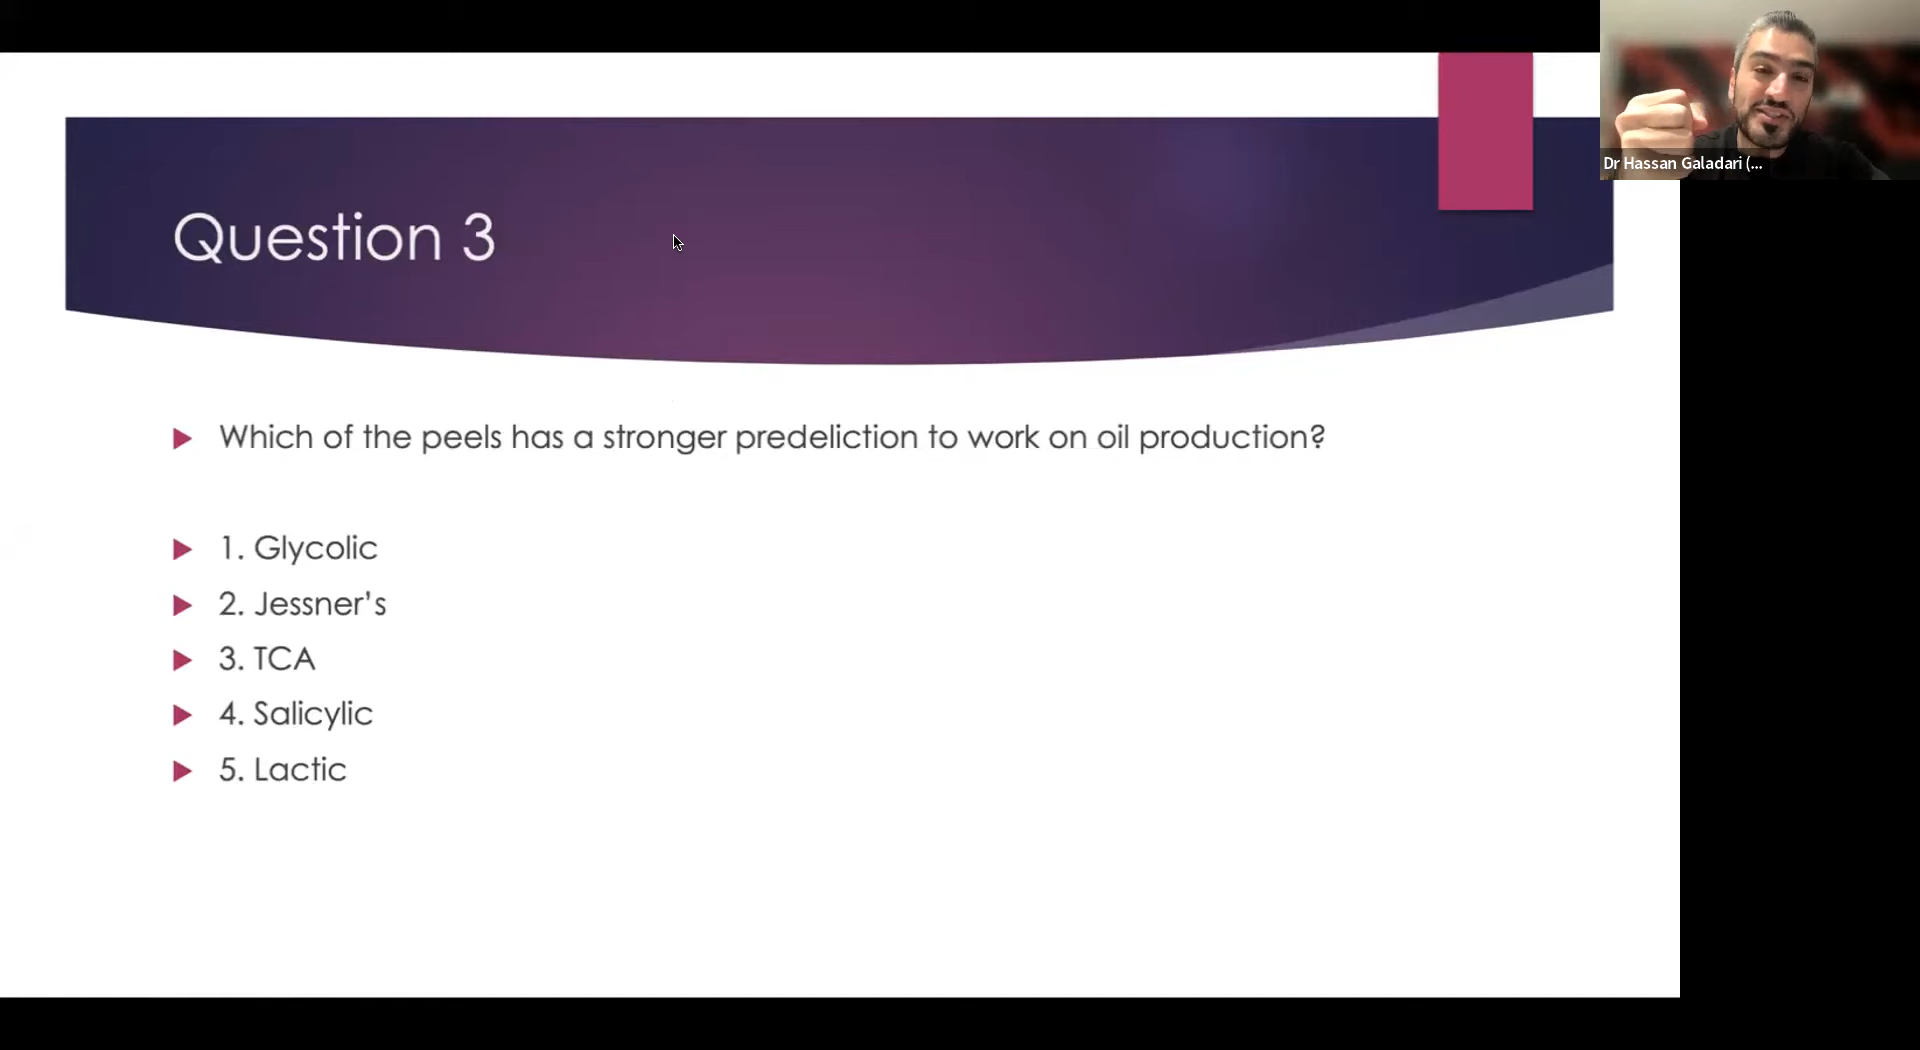 Dr Hassan Galadari (...
Question 3
Which of the peels has a stronger predeliction to work on oil production?
1. Glycolic
2. Jessner’s
3. TCA
4. Salicylic
5. Lactic